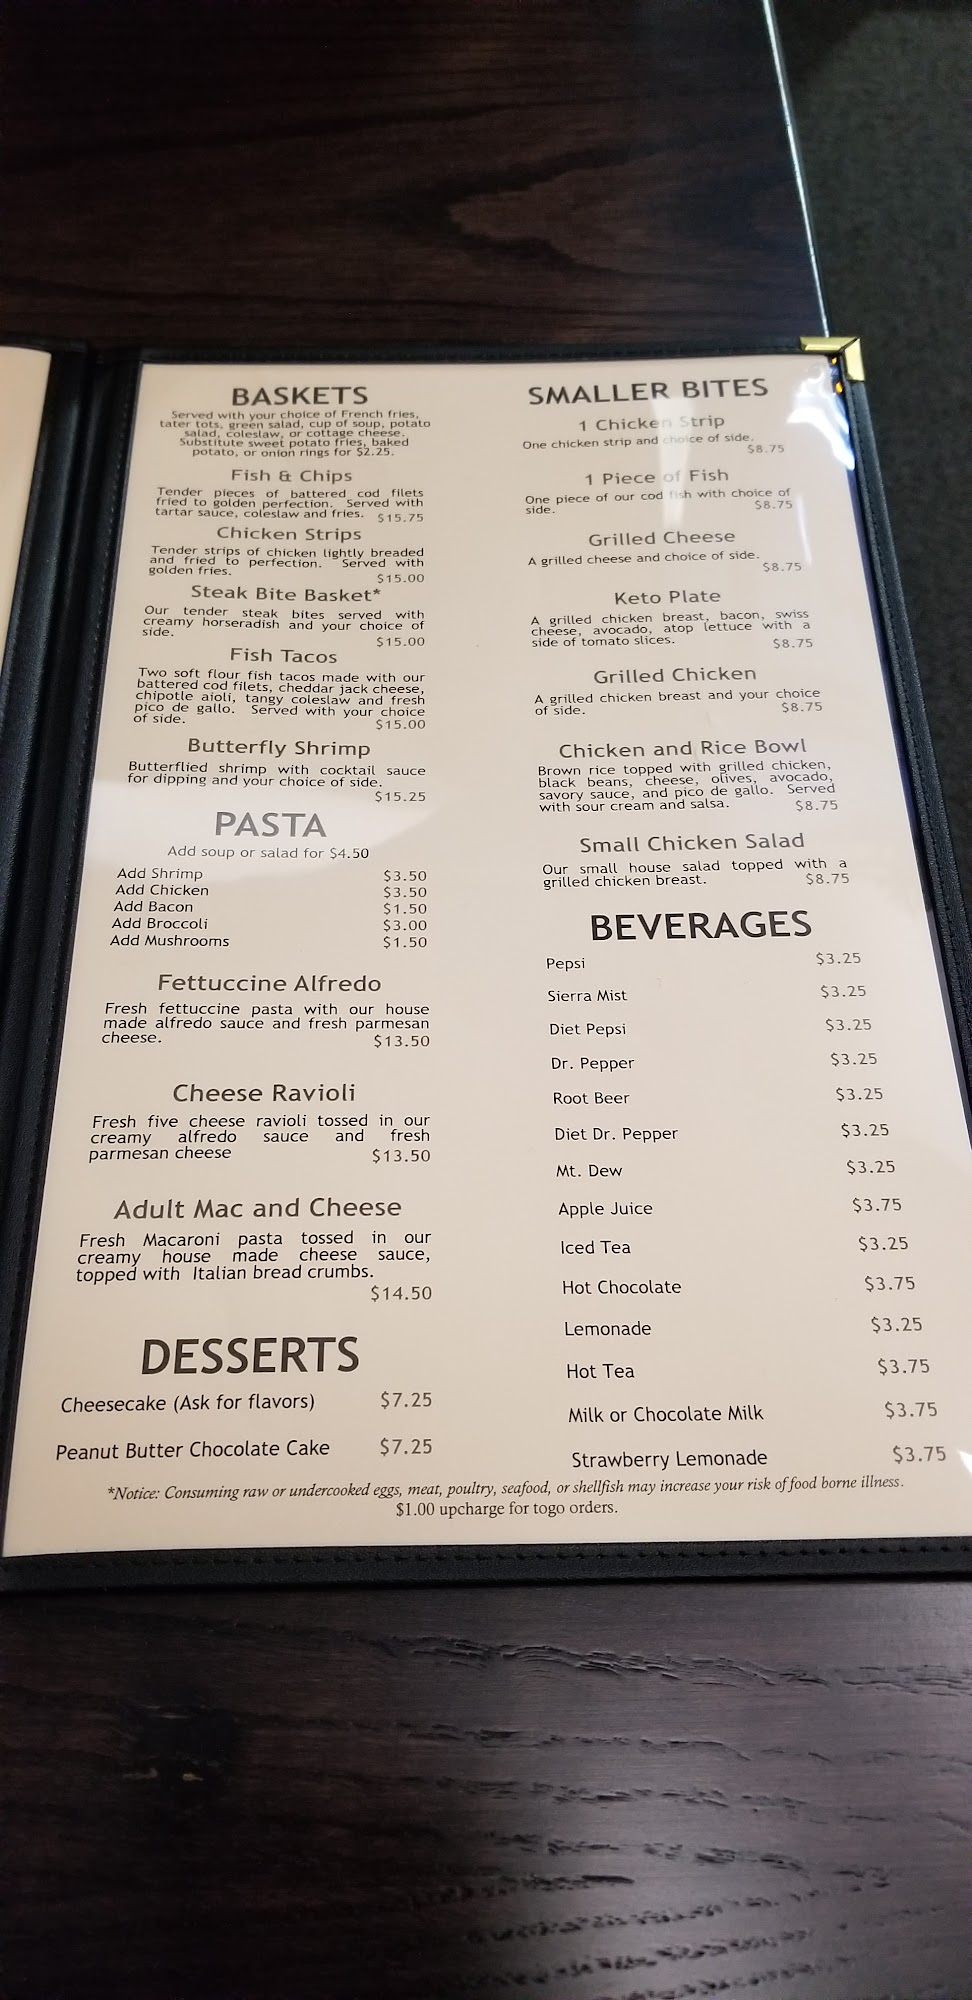 BASKETS
Served with your choice of French fries,
tater tots, green salad, cup of soup, potato
salad, coleslaw, or cottage cheese.
Substitute sweet potato fries, baked
potato, or onion rings for $2.25.
Fish & Chips
Tender pieces of battered cod filets
fried to golden perfection. Served with
tartar sauce, coleslaw and fries. $15.75
Chicken Strips
Tender strips of chicken lightly breaded
and fried to perfection. Served with
golden fries.
$15.00
Steak Bite Basket*
Our tender steak bites served with
creamy horseradish and your choice of
side.
$15.00
Fish Tacos
Two soft flour fish tacos made with our
battered cod filets, cheddar jack cheese,
chipotle aioli, tangy coleslaw and fresh
pico de gallo. Served with your choice
of side.
$15.00
Butterfly Shrimp
Butterflied shrimp with cocktail sauce
for dipping and your choice of side.
$15.25
PASTA
Add soup or salad for $4.50
Add Shrimp $3.50
Add Chicken $3.50
Add Bacon $1.50
Add Broccoli $3.00
Add Mushrooms $1.50
Fettuccine Alfredo
Fresh fettuccine pasta with our house
made alfredo sauce and fresh parmesan
cheese. $13.50
Cheese Ravioli
Fresh five cheese ravioli tossed in our
creamy alfredo sauce and fresh
parmesan cheese $13.50
Adult Mac and Cheese
Fresh Macaroni pasta tossed in our
creamy house made cheese sauce,
topped with Italian bread crumbs.
$14.50
DESSERTS
Cheesecake (Ask for flavors) $7.25
Peanut Butter Chocolate Cake $7.25
SMALLER BITES
1 Chicken Strip
One chicken strip and choice of side.
$8.75
1 Piece of Fish
One piece of our cod fish with choice of
side. $8.75
Grilled Cheese
A grilled cheese and choice of side.
$8.75
Keto Plate
A grilled chicken breast, bacon, swiss
cheese, avocado, atop lettuce with a
side of tomato slices. $8.75
Grilled Chicken
A grilled chicken breast and your choice
of side. $8.75
Chicken and Rice Bowl
Brown rice topped with grilled chicken,
black beans, cheese, olives, avocado,
savory sauce, and pico de gallo. Served
with sour cream and salsa. $8.75
Small Chicken Salad
Our small house salad topped with a
grilled chicken breast. $8.75
BEVERAGES
Pepsi $3.25
Sierra Mist $3.25
Diet Pepsi $3.25
Dr. Pepper $3.25
Root Beer $3.25
Diet Dr. Pepper $3.25
Mt. Dew $3.25
Apple Juice $3.75
Iced Tea $3.25
Hot Chocolate $3.75
Lemonade $3.25
Hot Tea $3.75
Milk or Chocolate Milk $3.75
Strawberry Lemonade $3.75
*Notice: Consuming raw or undercooked eggs, meat, poultry, seafood, or shellfish may increase your risk of food borne illness.
$1.00 upcharge for togo orders.